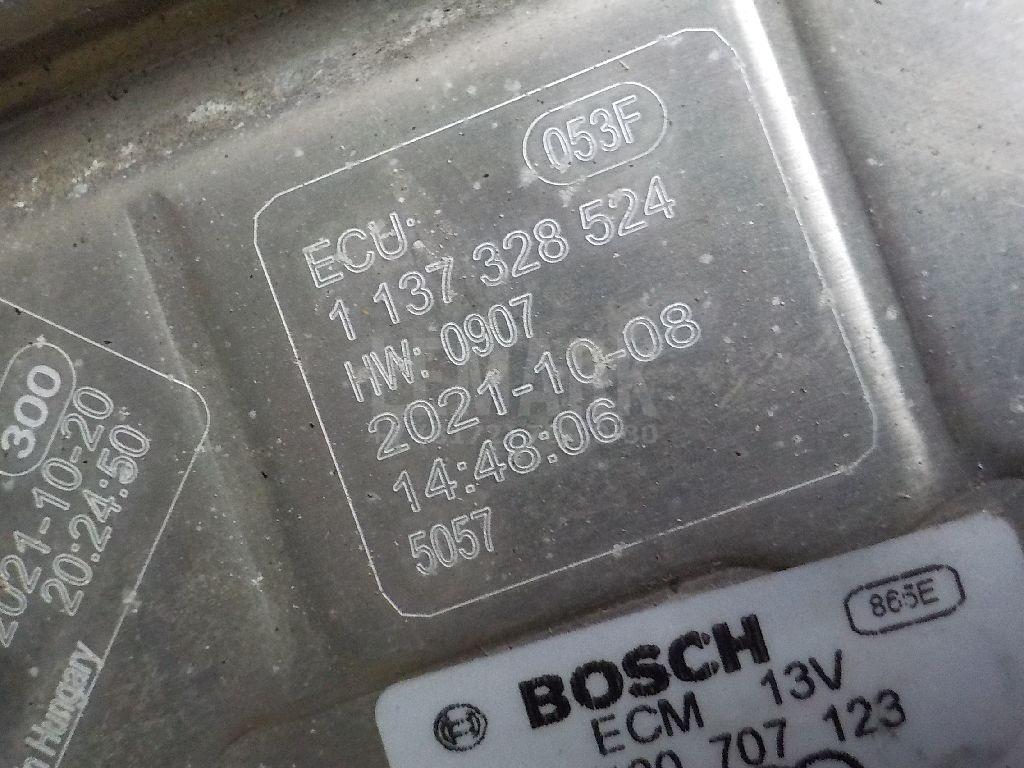 053F
ECU:
1 137 328 524
HW: 0907
2021-10-08
14:48:06
5057
300
2021-10-20
20:24:50
Hungary
865E
BOSCH
ECM 13V
707 123